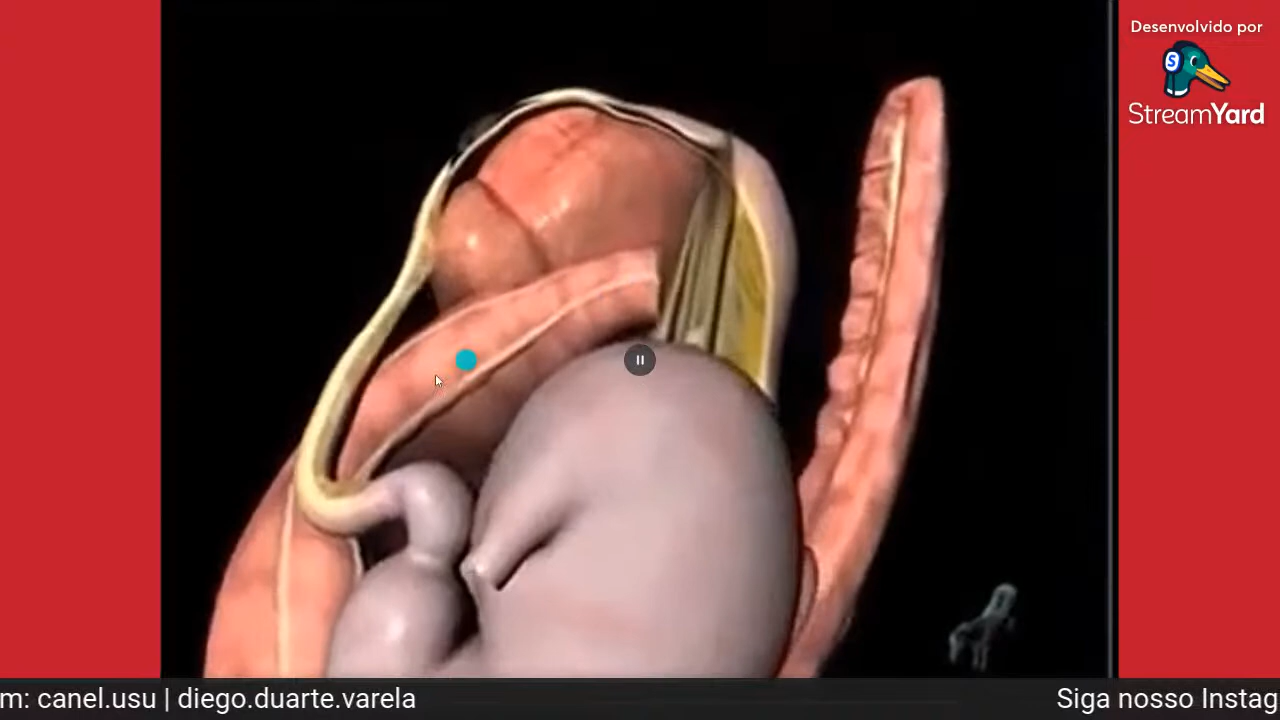 Desenvolvido por
S
StreamYard
m: canel.usu | diego.duarte.varela
Siga nosso Instag